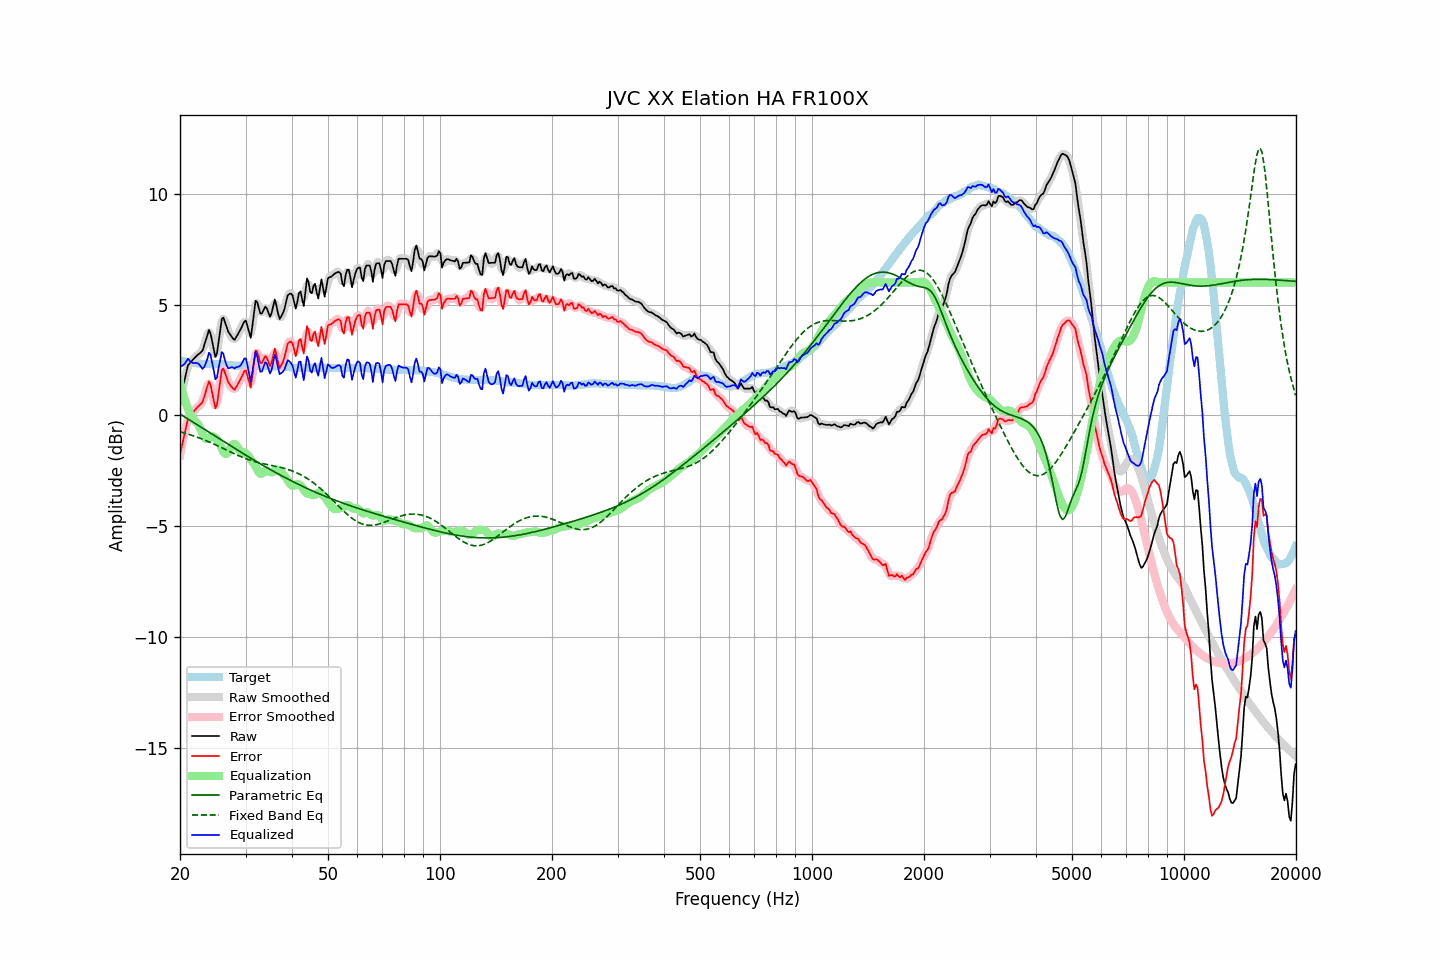 JVC XX Elation HA FR100X
Amplitude (dBr)
10
5
0
−5
−10
−15
Target
Raw Smoothed
Error Smoothed
Raw
Error
Equalization
Parametric Eq
Fixed Band Eq
Equalized
20 50 100 200 500 1000 2000 5000 10000 20000
Frequency (Hz)